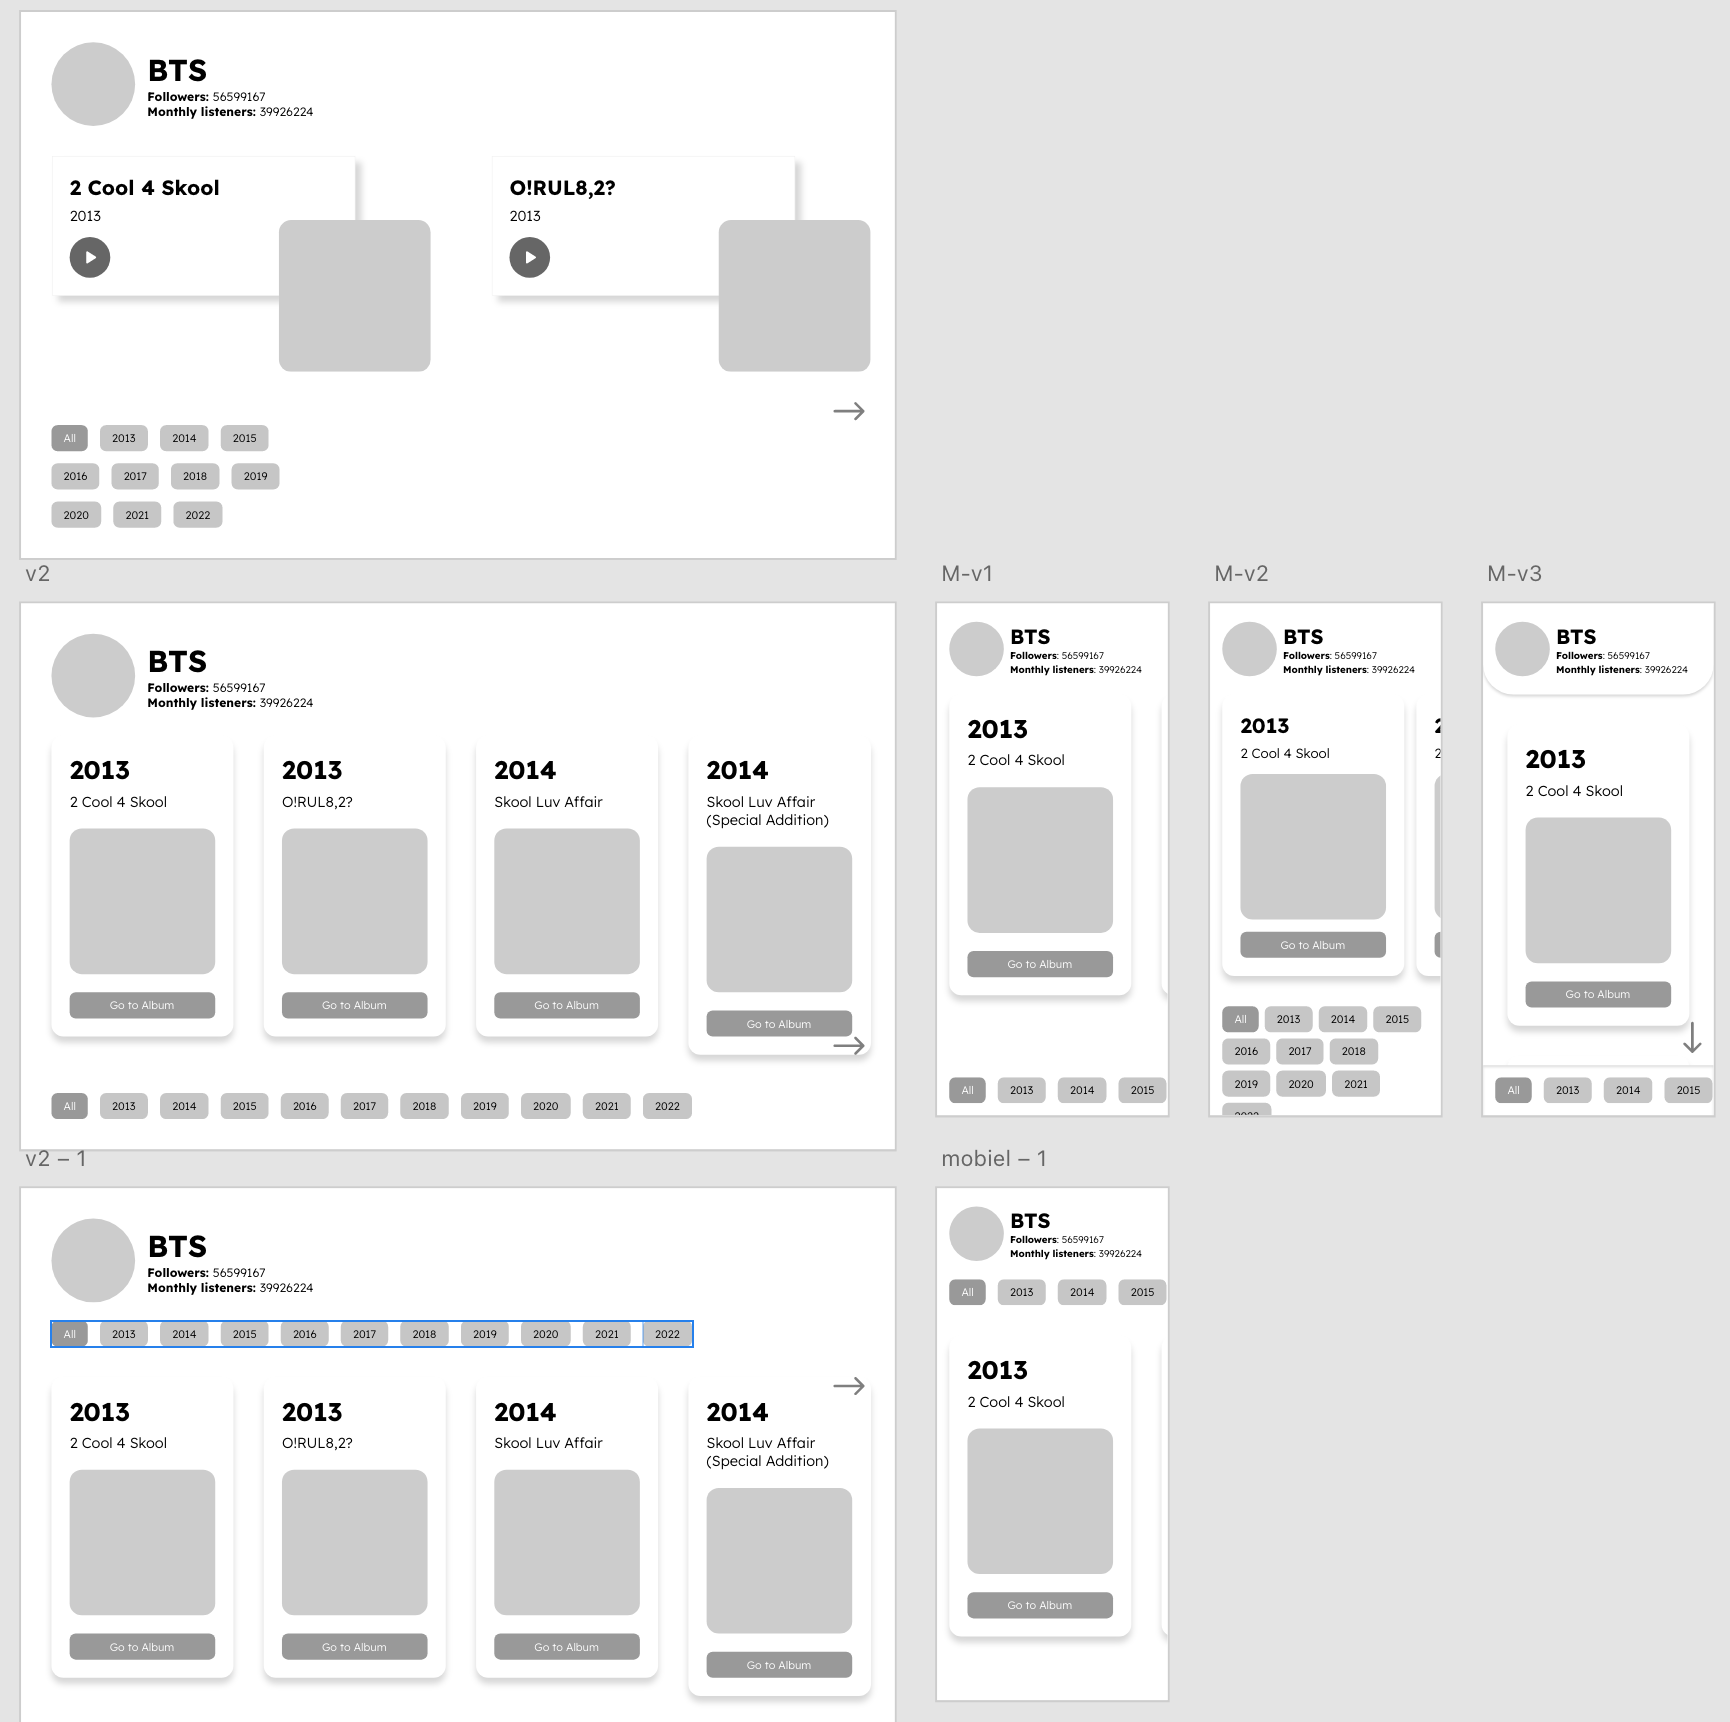 BTS
Followers: 56599167
Monthly listeners: 39926224
2 Cool 4 Skool
2013
O!RUL8,2?
2013
All 2013 2014 2015
2016 2017 2018 2019
2020 2021 2022
v2
BTS
Followers: 56599167
Monthly listeners: 39926224
2013
2 Cool 4 Skool
Go to Album
2013
O!RUL8,2?
Go to Album
2014
Skool Luv Affair
Go to Album
2014
Skool Luv Affair
(Special Addition)
Go to Album
All 2013 2014 2015 2016 2017 2018 2019 2020 2021 2022
M-v1
BTS
Followers: 56599167
Monthly listeners: 39926224
2013
2 Cool 4 Skool
Go to Album
All 2013 2014 2015
M-v2
BTS
Followers: 56599167
Monthly listeners: 39926224
2013
2 Cool 4 Skool
Go to Album
2
2
All 2013 2014 2015
2016 2017 2018
2019 2020 2021
2022
M-v3
BTS
Followers: 56599167
Monthly listeners: 39926224
2013
2 Cool 4 Skool
Go to Album
All 2013 2014 2015
v2 – 1
BTS
Followers: 56599167
Monthly listeners: 39926224
All 2013 2014 2015 2016 2017 2018 2019 2020 2021 2022
2013
2 Cool 4 Skool
Go to Album
2013
O!RUL8,2?
Go to Album
2014
Skool Luv Affair
Go to Album
2014
Skool Luv Affair
(Special Addition)
Go to Album
mobiel – 1
BTS
Followers: 56599167
Monthly listeners: 39926224
All 2013 2014 2015
2013
2 Cool 4 Skool
Go to Album